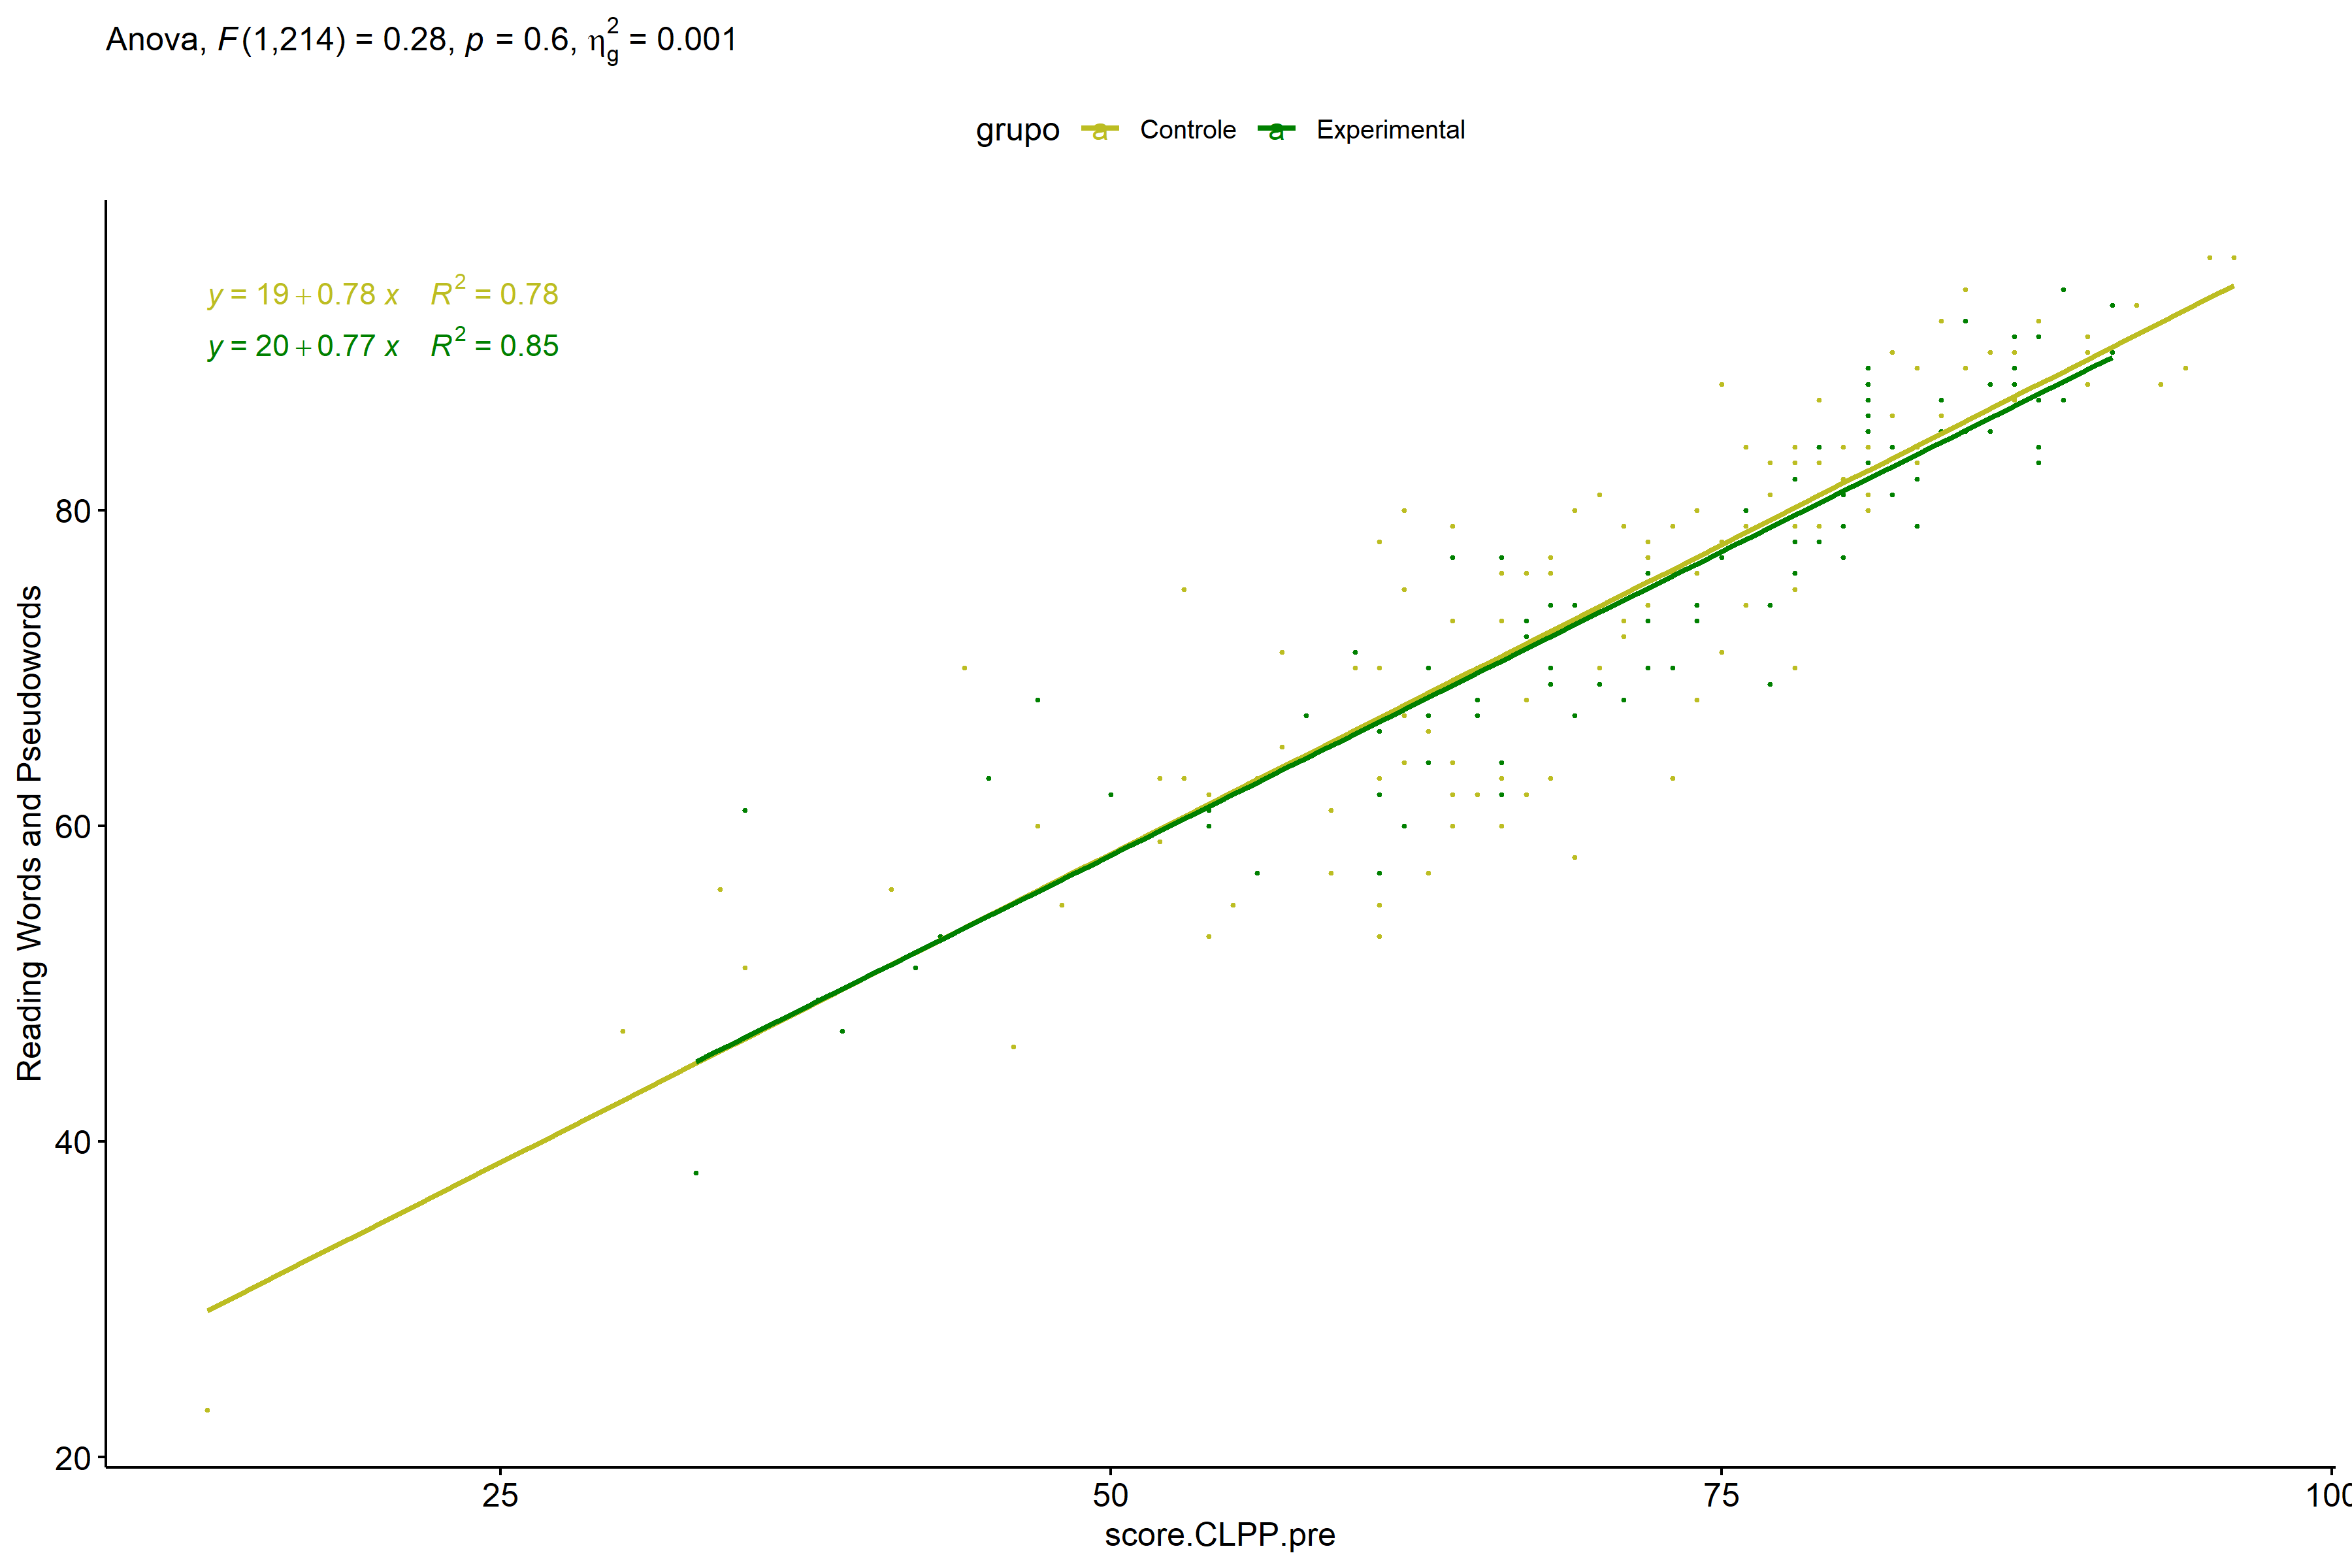 Anova, F(1,214) = 0.28, p = 0.6, η²g = 0.001
grupo a Controle a Experimental
y = 19 + 0.78 x R² = 0.78
y = 20 + 0.77 x R² = 0.85
Reading Words and Pseudowords
80
60
40
20
25 50 75 100
score.CLPP.pre